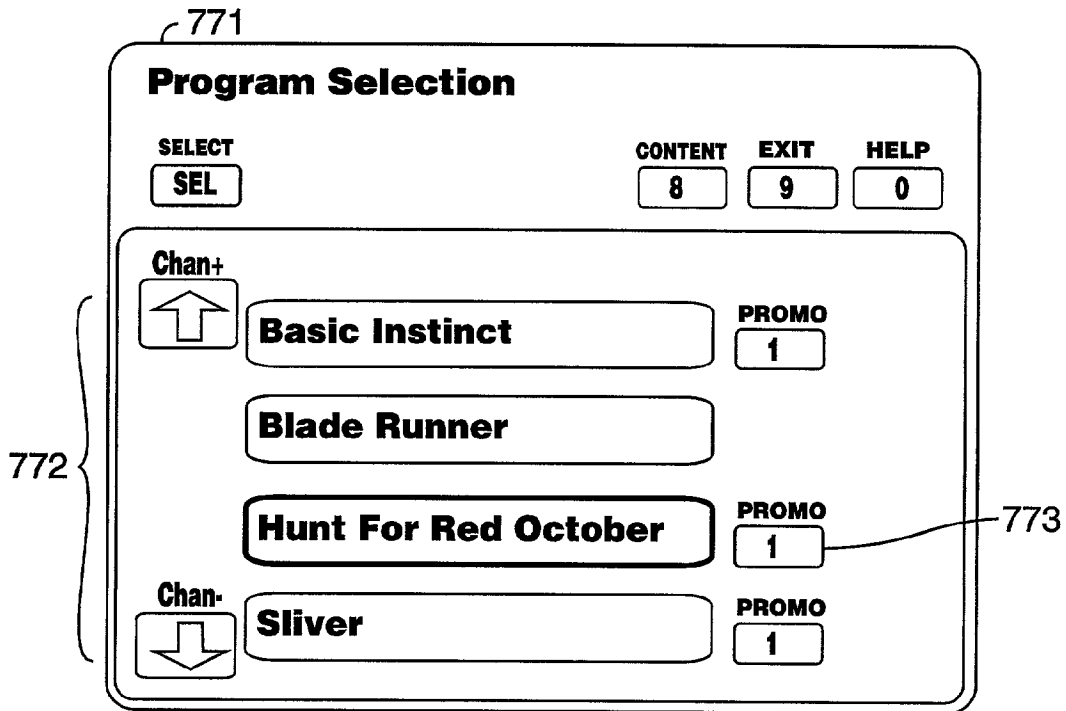 771
Program Selection
SELECT CONTENT EXIT HELP
SEL 8 9 0
Chan+
Basic Instinct PROMO
1
Blade Runner
772
Hunt For Red October PROMO
1 773
Chan-
Sliver PROMO
1